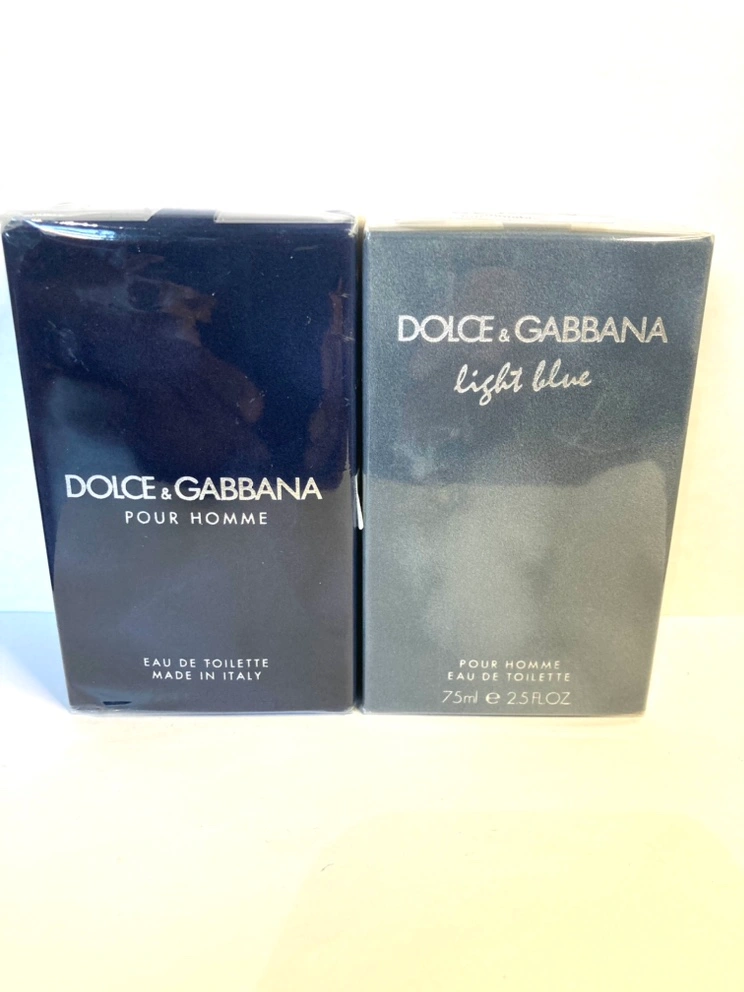 DOLCE & GABBANA
POUR HOMME
EAU DE TOILETTE
MADE IN ITALY
DOLCE & GABBANA
light blue
POUR HOMME
EAU DE TOILETTE
75ml e 2.5 FL.OZ.